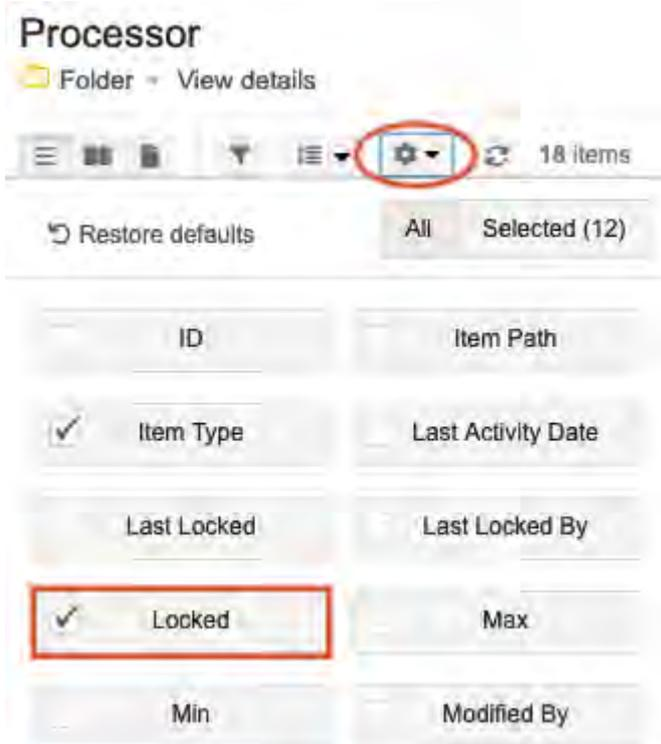 Processor
Folder - View details
18 items
Restore defaults All Selected (12)
ID Item Path
Item Type Last Activity Date
Last Locked Last Locked By
Locked Max
Min Modified By